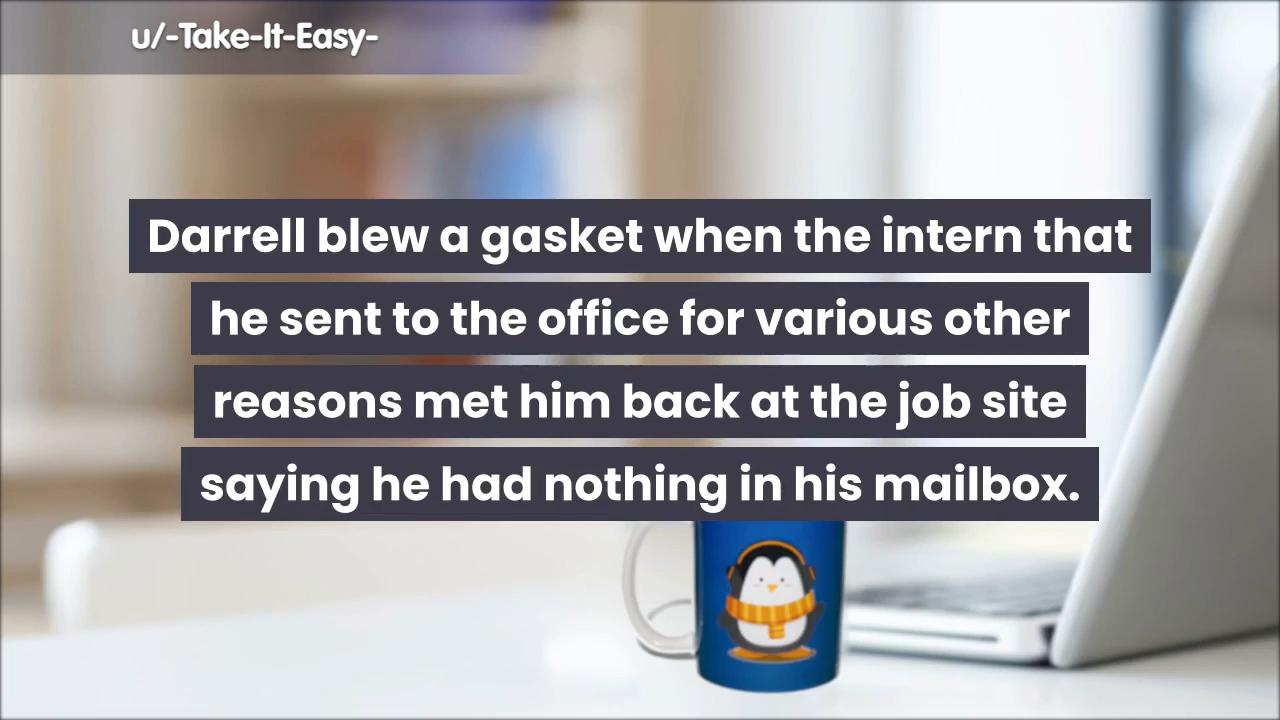 u/-Take-It-Easy-
Darrell blew a gasket when the intern that
he sent to the office for various other
reasons met him back at the job site
saying he had nothing in his mailbox.